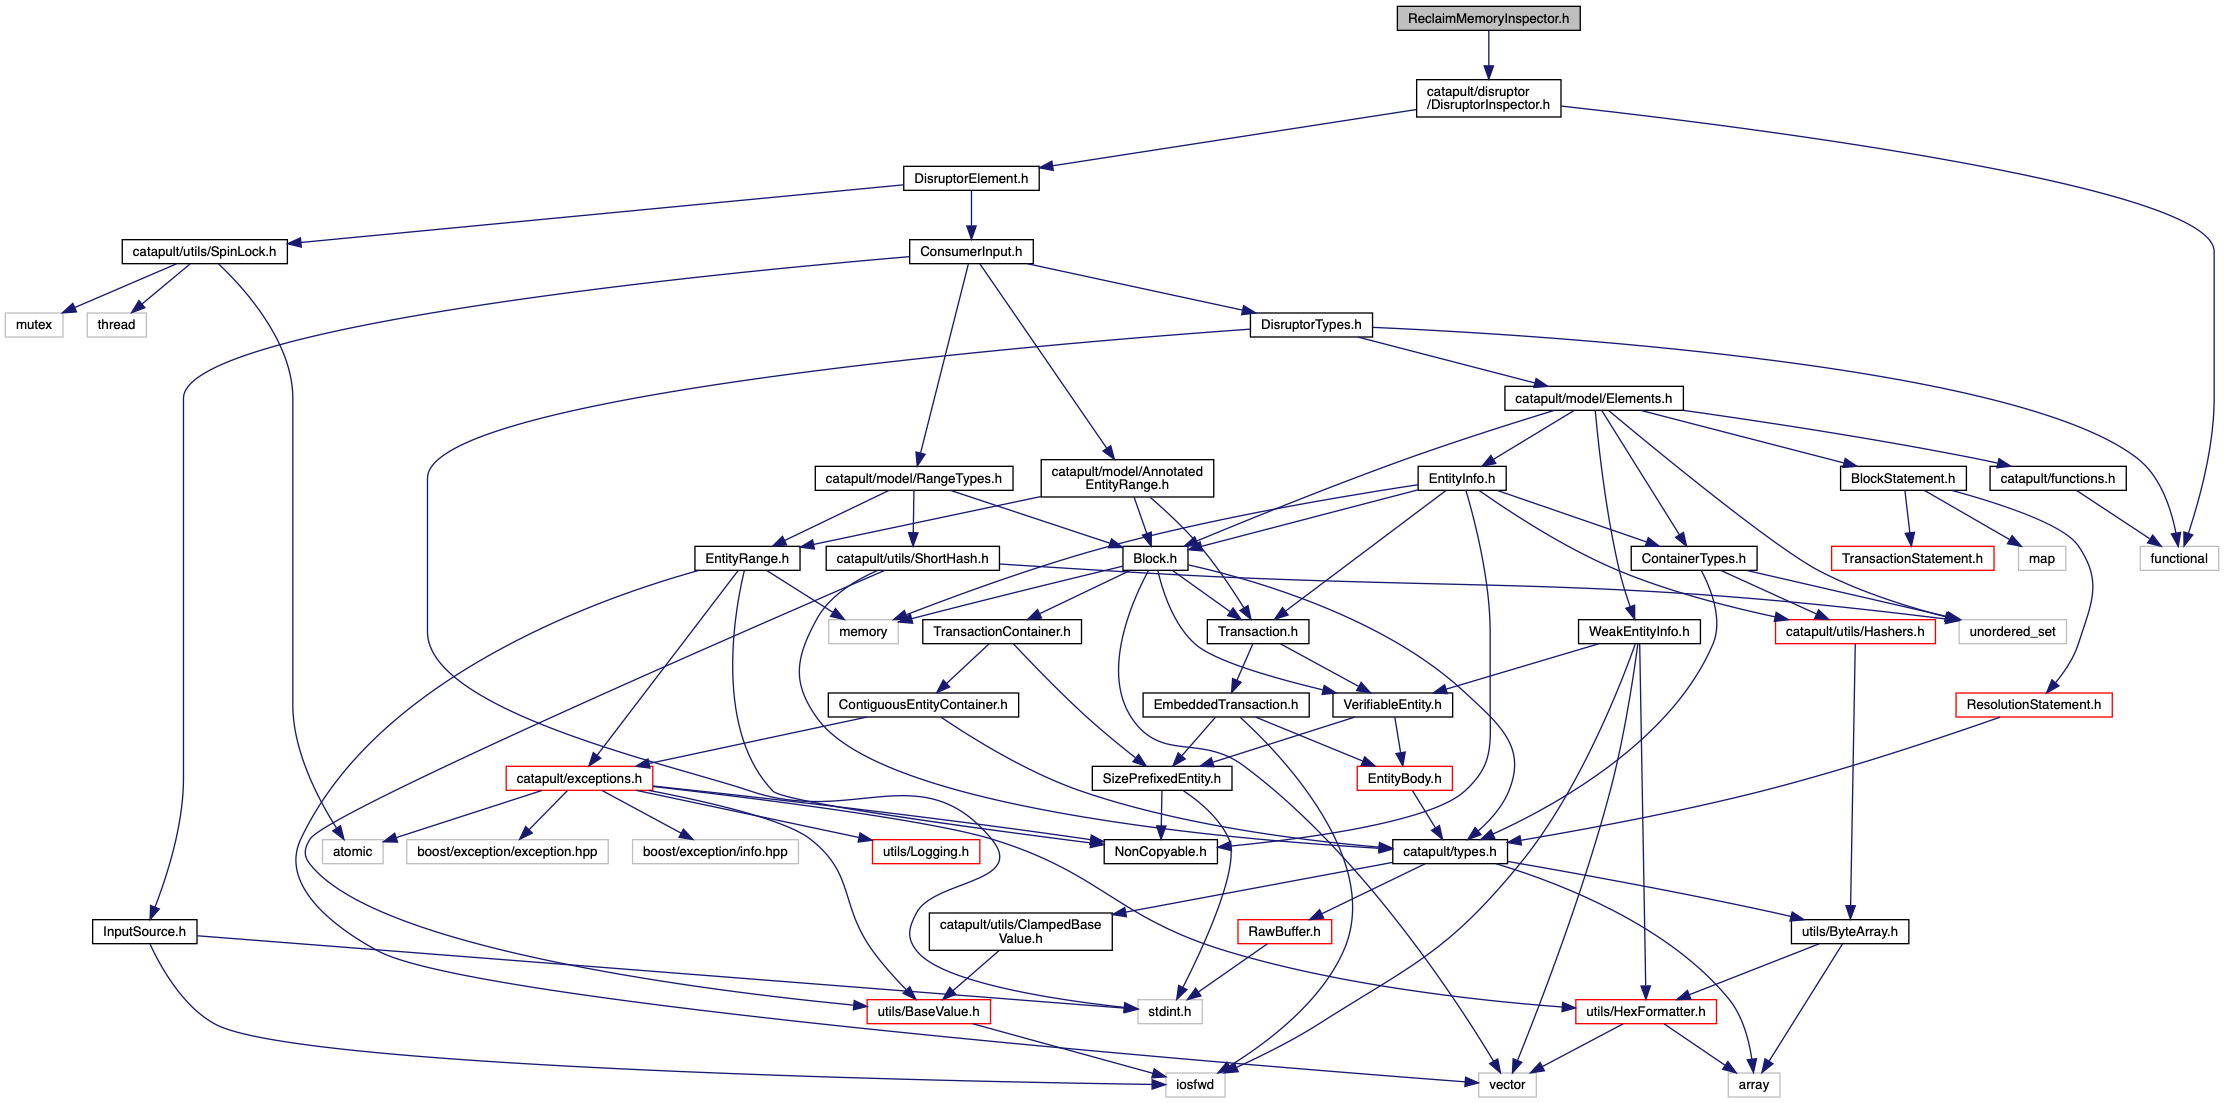 ReclaimMemoryInspector.h
catapult/disruptor
/DisruptorInspector.h
DisruptorElement.h
catapult/utils/SpinLock.h
ConsumerInput.h
mutex
thread
DisruptorTypes.h
catapult/model/Elements.h
catapult/model/RangeTypes.h
catapult/model/Annotated
EntityRange.h
EntityInfo.h
BlockStatement.h
catapult/functions.h
EntityRange.h
catapult/utils/ShortHash.h
Block.h
ContainerTypes.h
TransactionStatement.h
map
functional
memory
TransactionContainer.h
Transaction.h
WeakEntityInfo.h
catapult/utils/Hashers.h
unordered_set
ContiguousEntityContainer.h
EmbeddedTransaction.h
VerifiableEntity.h
ResolutionStatement.h
catapult/exceptions.h
SizePrefixedEntity.h
EntityBody.h
atomic
boost/exception/exception.hpp
boost/exception/info.hpp
utils/Logging.h
NonCopyable.h
catapult/types.h
InputSource.h
catapult/utils/ClampedBase
Value.h
RawBuffer.h
utils/ByteArray.h
utils/BaseValue.h
stdint.h
utils/HexFormatter.h
iosfwd
vector
array